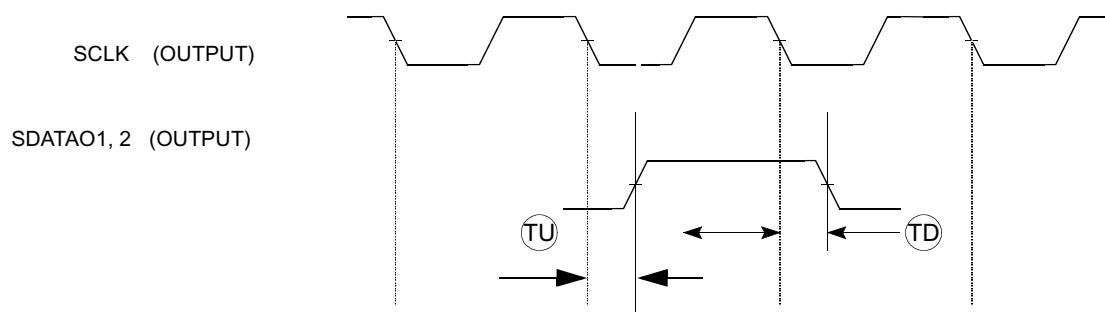 SCLK (OUTPUT)
SDATAO1, 2 (OUTPUT)
TU
TD